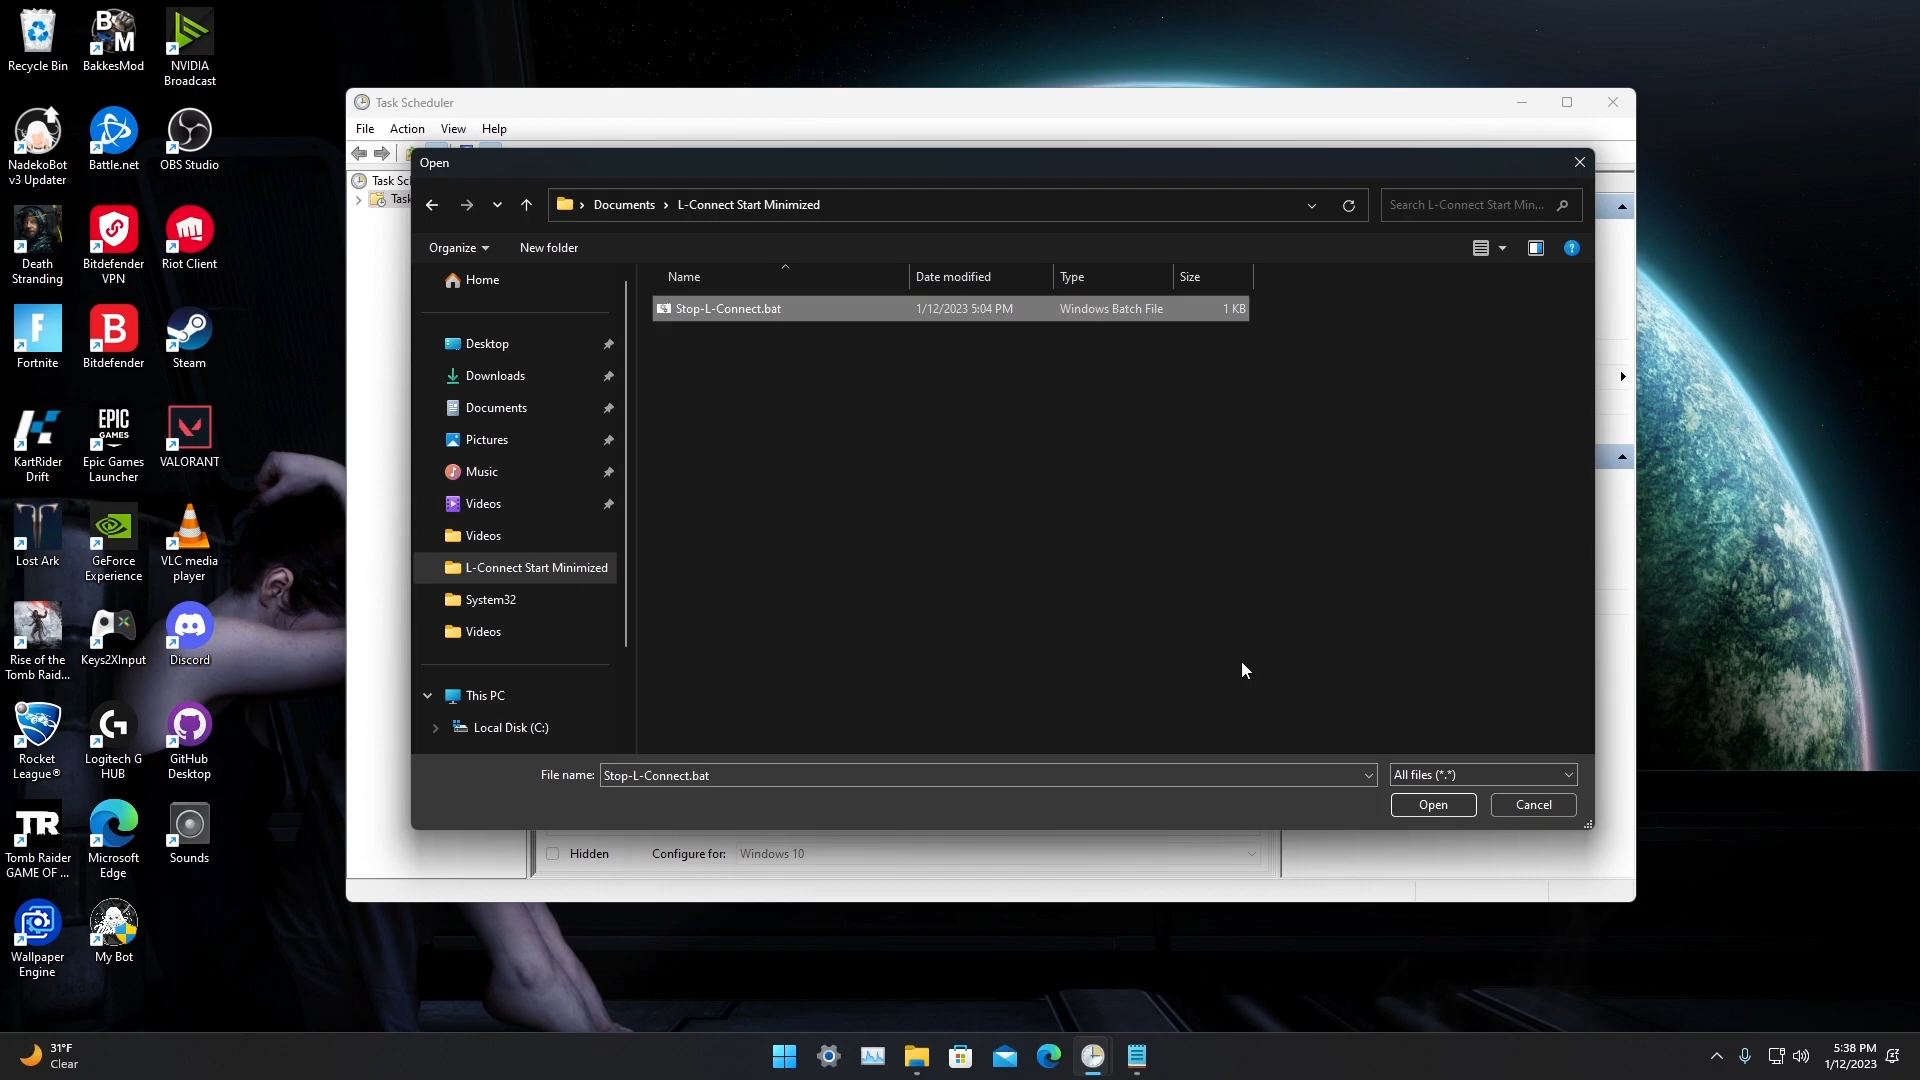 Recycle Bin
BakkesMod
NVIDIA
Broadcast
NadekoBot
v3 Updater
Battle.net
OBS Studio
Death
Stranding
Bitdefender
VPN
Riot Client
Fortnite
Bitdefender
Steam
KartRider
Drift
EPIC
GAMES
Epic Games
Launcher
VALORANT
Lost Ark
GeForce
Experience
VLC media
player
Rise of the
Tomb Raid...
Keys2XInput
Discord
Rocket
League®
Logitech G
HUB
GitHub
Desktop
TR
Tomb Raider
GAME OF ...
Microsoft
Edge
Sounds
Wallpaper
Engine
My Bot
Task Scheduler
File Action View Help
Task Sch
Task
Open
Documents > L-Connect Start Minimized
Search L-Connect Start Min...
Organize New folder
Name Date modified Type Size
Stop-L-Connect.bat 1/12/2023 5:04 PM Windows Batch File 1 KB
Home
Desktop
Downloads
Documents
Pictures
Music
Videos
Videos
L-Connect Start Minimized
System32
Videos
This PC
Local Disk (C:)
File name: Stop-L-Connect.bat All files (*.*)
Open Cancel
Hidden Configure for: Windows 10
31°F
Clear
5:38 PM
1/12/2023